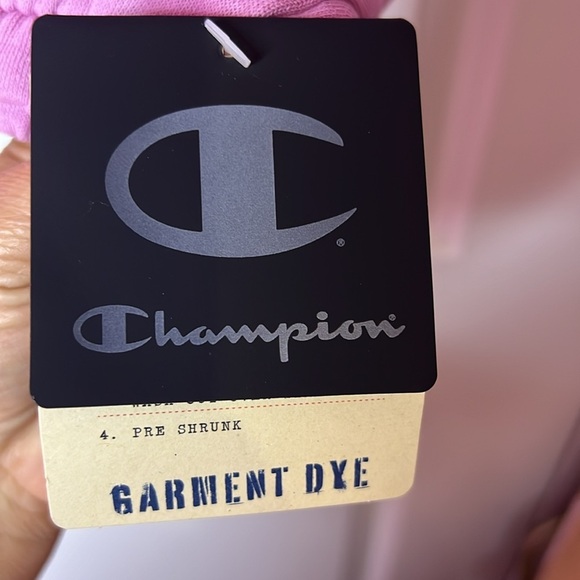 C®
Champion®
4. PRE SHRUNK
GARMENT DYE